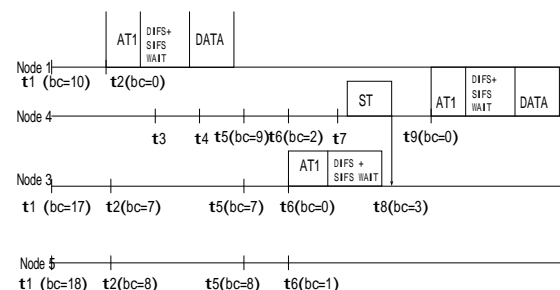 AT1 DIFS+ SIFS WAIT DATA
Node 1
t1 (bc=10) t2(bc=0)
ST AT1 DIFS+ SIFS WAIT DATA
Node 4
t3 t4 t5(bc=9) t6(bc=2) t7 t9(bc=0)
AT1 DIFS + SIFS WAIT
Node 3
t1 (bc=17) t2(bc=7) t5(bc=7) t6(bc=0) t8(bc=3)
Node 5
t1 (bc=18) t2(bc=8) t5(bc=8) t6(bc=1)